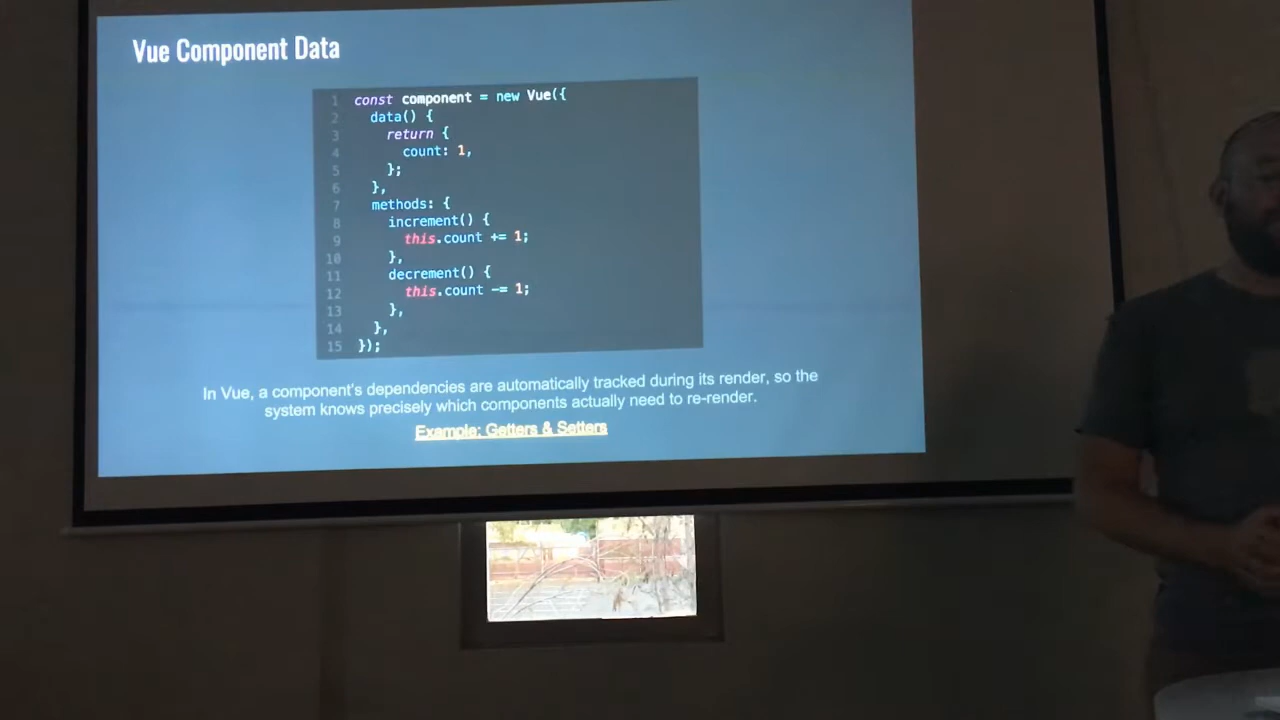 Vue Component Data
1 const component = new Vue({
2 data() {
3 return {
4 count: 1,
5 };
6 },
7 methods: {
8 increment() {
9 this.count += 1;
10 },
11 decrement() {
12 this.count -= 1;
13 },
14 },
15 });
In Vue, a component's dependencies are automatically tracked during its render, so the
system knows precisely which components actually need to re-render.
Example: Getters & Setters